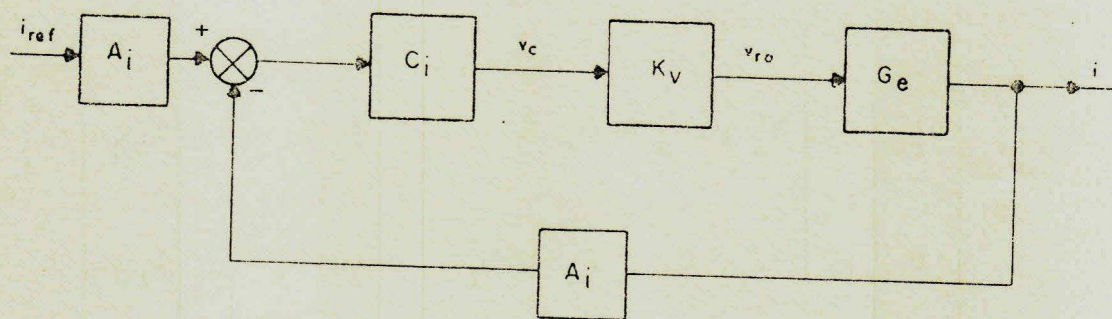 i_ref
A_i
+
−
C_i
v_c
K_v
v_ro
G_e
i
A_i